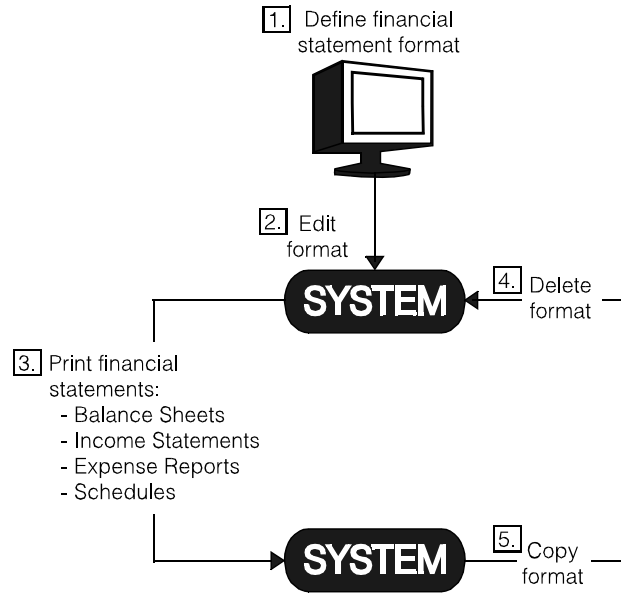 1. Define financial
statement format
2. Edit
format
SYSTEM
4. Delete
format
3. Print financial
statements:
- Balance Sheets
- Income Statements
- Expense Reports
- Schedules
SYSTEM
5. Copy
format